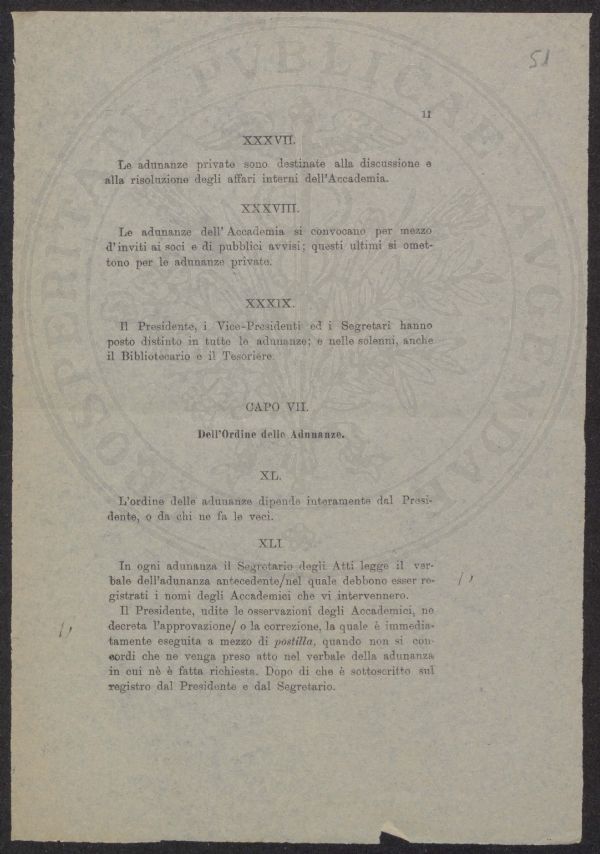 51
11
XXXVII.
Le adunanze private sono destinate alla discussione e
alla risoluzione degli affari interni dell'Accademia.
XXXVIII.
Le adunanze dell'Accademia si convocano per mezzo
d'inviti ai soci e di pubblici avvisi; questi ultimi si omet-
tono per le adunanze private.
XXXIX.
Il Presidente, i Vice-Presidenti ed i Segretari hanno
posto distinto in tutte le adunanze; e nelle solenni, anche
il Bibliotecario e il Tesoriere.
CAPO VII.
Dell'Ordine delle Adunanze.
XL.
L'ordine delle adunanze dipende interamente dal Presi-
dente, o da chi ne fa le veci.
XLI
In ogni adunanza il Segretario degli Atti legge il ver-
bale dell'adunanza antecedente/nel quale debbono esser re-
gistrati i nomi degli Accademici che vi intervennero.
Il Presidente, udite le osservazioni degli Accademici, ne
decreta l'approvazione/ o la correzione, la quale è immedia-
tamente eseguita a mezzo di postilla, quando non si con-
cordi che ne venga preso atto nel verbale della adunanza
in cui nè è fatta richiesta. Dopo di che è sottoscritto sul
registro dal Presidente e dal Segretario.
/,
/,
PROSPERITATI PVBLICAE AVGENDAE